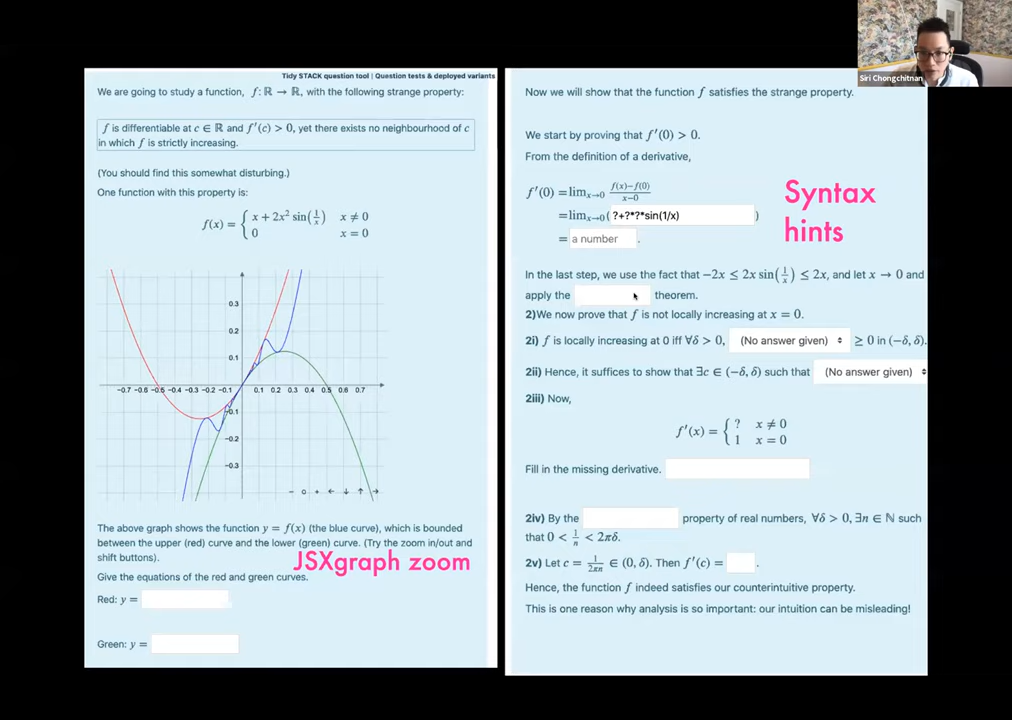 Siri Chongchitnan
Tidy STACK question tool | Question tests & deployed variants
We are going to study a function, f: ℝ → ℝ, with the following strange property:
f is differentiable at c ∈ ℝ and f′(c) > 0, yet there exists no neighbourhood of c
in which f is strictly increasing.
(You should find this somewhat disturbing.)
One function with this property is:
f(x) = { x + 2x² sin(1/x) x ≠ 0
0 x = 0
0.3
0.2
0.1
-0.7 -0.6 -0.5 -0.4 -0.3 -0.2 -0.1 0.1 0.2 0.3 0.4 0.5 0.6 0.7
-0.1
-0.2
-0.3
− o + ← ↓ ↑ →
The above graph shows the function y = f(x) (the blue curve), which is bounded
between the upper (red) curve and the lower (green) curve. (Try the zoom in/out and
shift buttons).
JSXgraph zoom
Give the equations of the red and green curves.
Red: y =
Green: y =
Now we will show that the function f satisfies the strange property.
We start by proving that f′(0) > 0.
From the definition of a derivative,
f′(0) = lim x→0 (f(x)−f(0))/(x−0)
= lim x→0 ( ?+?*?*sin(1/x) )
= a number .
Syntax
hints
In the last step, we use the fact that −2x ≤ 2x sin(1/x) ≤ 2x, and let x → 0 and
apply the theorem.
2)We now prove that f is not locally increasing at x = 0.
2i) f is locally increasing at 0 iff ∀δ > 0, (No answer given) ≥ 0 in (−δ, δ).
2ii) Hence, it suffices to show that ∃c ∈ (−δ, δ) such that (No answer given)
2iii) Now,
f′(x) = { ? x ≠ 0
1 x = 0
Fill in the missing derivative.
2iv) By the property of real numbers, ∀δ > 0, ∃n ∈ ℕ such
that 0 < 1/n < 2πδ.
2v) Let c = 1/2πn ∈ (0, δ). Then f′(c) = .
Hence, the function f indeed satisfies our counterintuitive property.
This is one reason why analysis is so important: our intuition can be misleading!